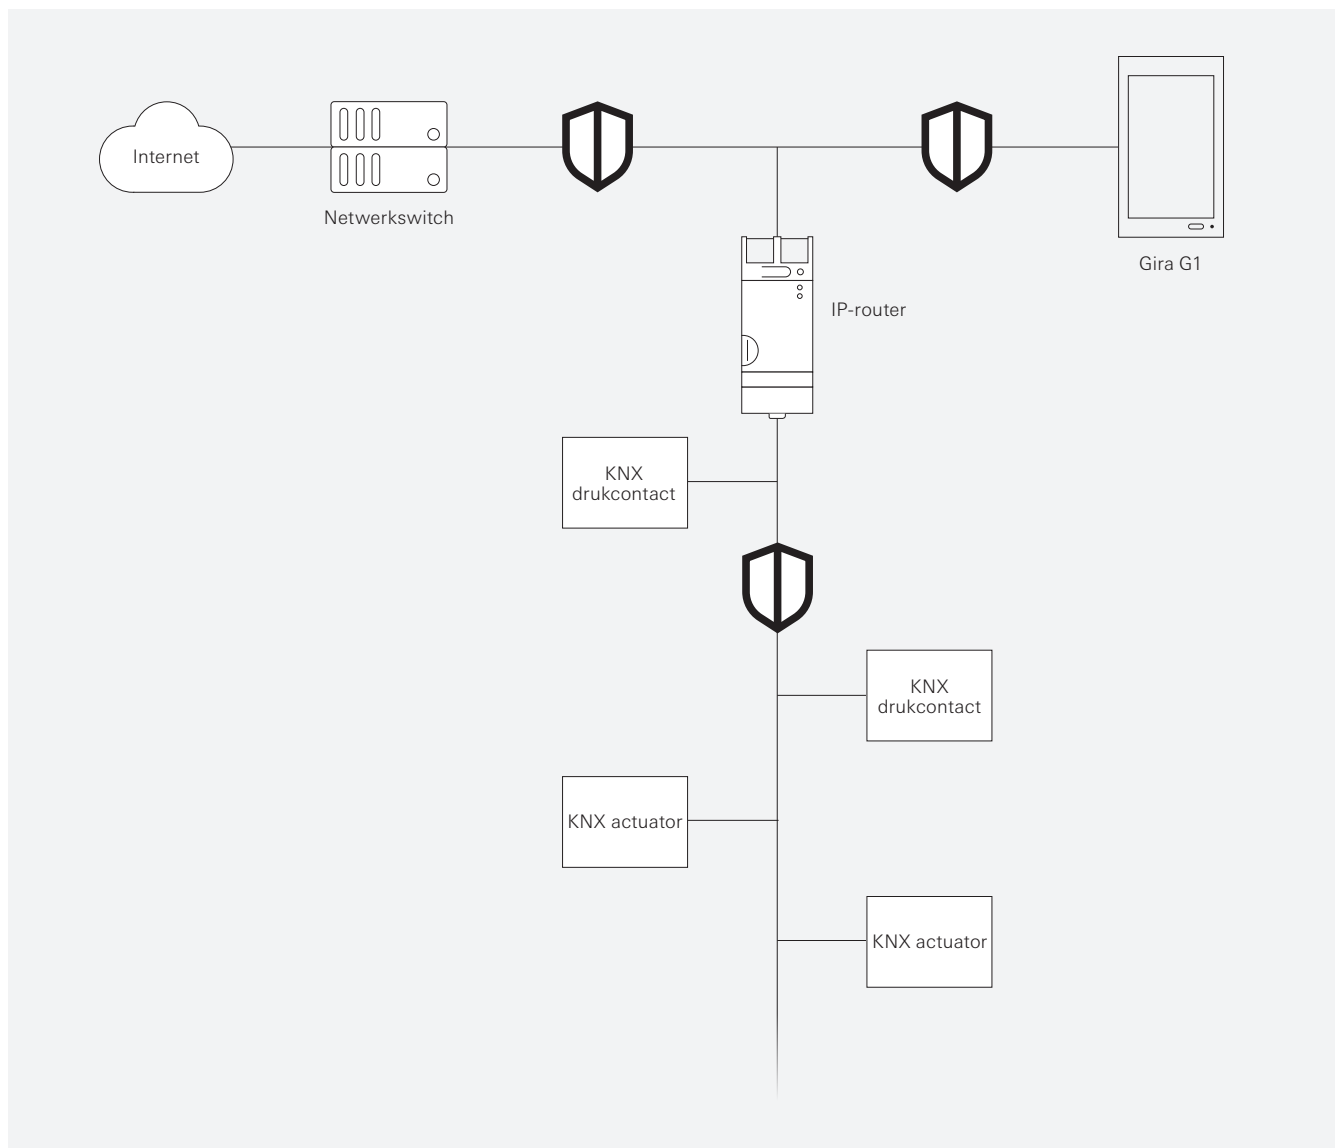 Internet
Netwerkswitch
Gira G1
IP-router
KNX
drukcontact
KNX
drukcontact
KNX actuator
KNX actuator